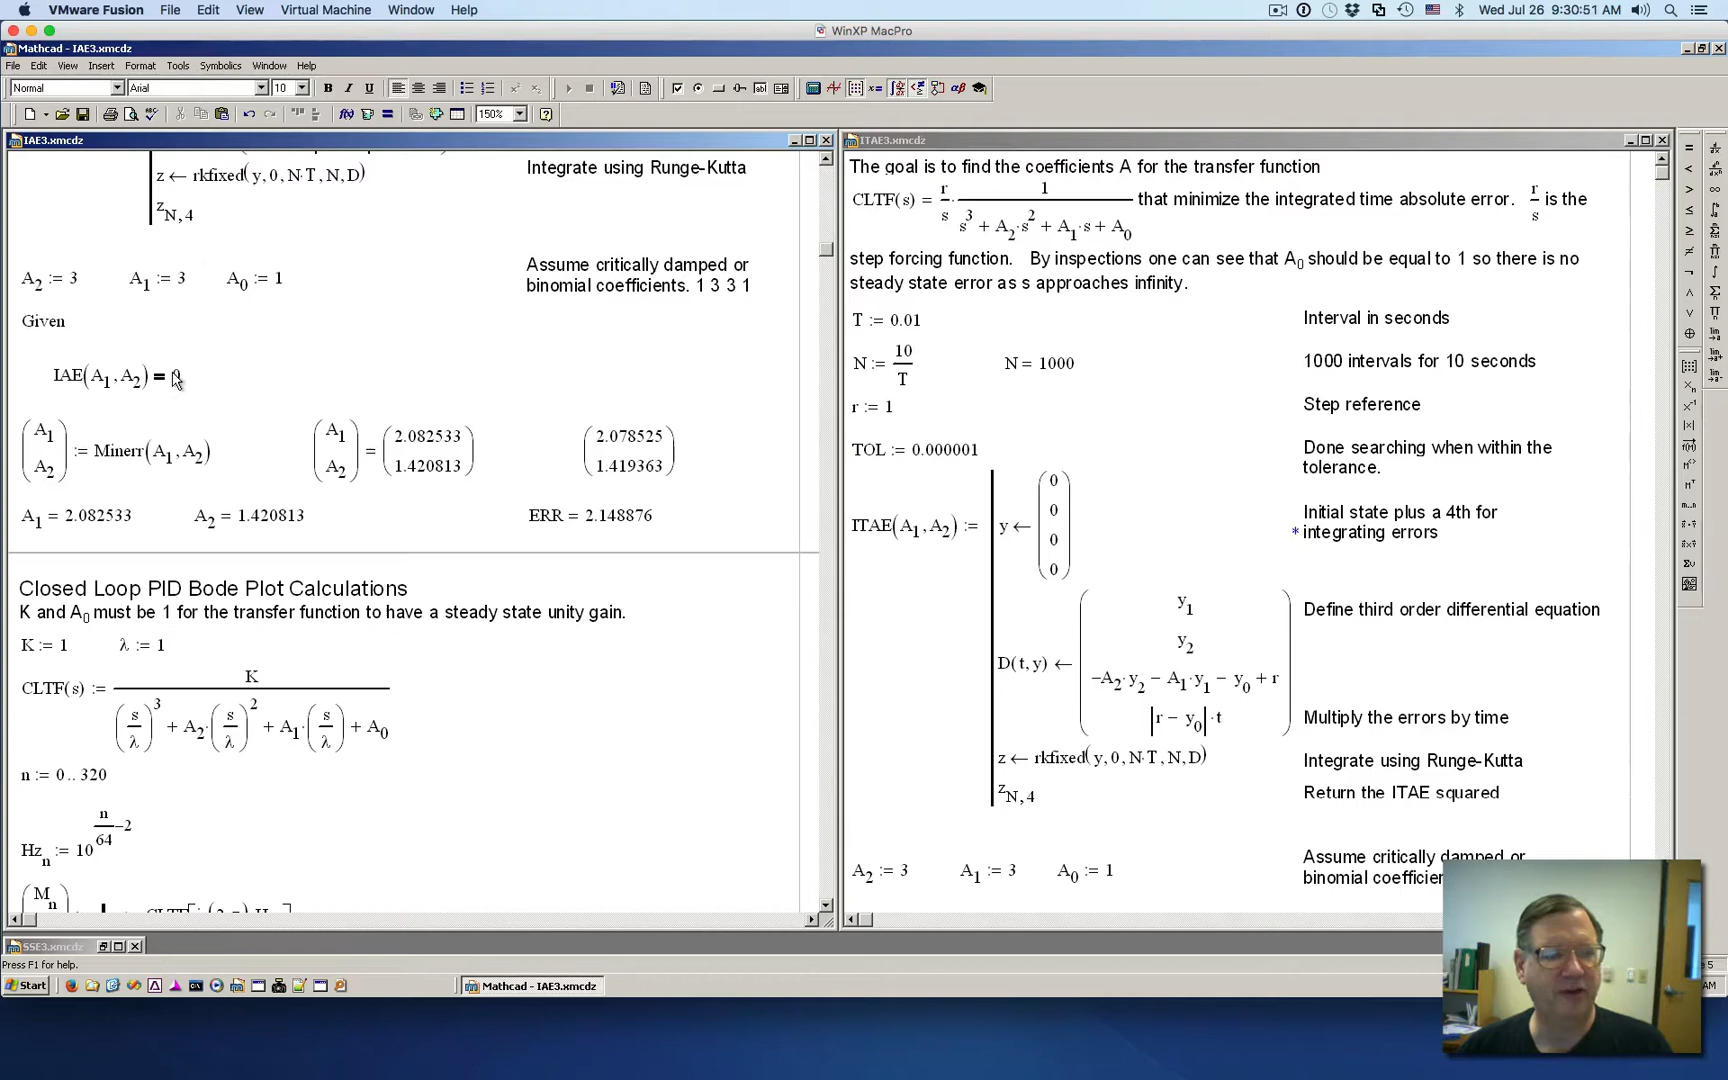 VMware Fusion File Edit View Virtual Machine Window Help Wed Jul 26 9:30:51 AM
WinXP MacPro
Mathcad - IAE3.xmcdz
File Edit View Insert Format Tools Symbolics Window Help
Normal Arial 10
150%
IAE3.xmcdz
z ← rkfixed(y, 0, N·T, N, D) Integrate using Runge-Kutta
z N, 4
A2 := 3 A1 := 3 A0 := 1 Assume critically damped or
binomial coefficients. 1 3 3 1
Given
IAE(A1, A2) = 0
(A1 A2) := Minerr(A1, A2) (A1 A2) = (2.082533 1.420813) (2.078525 1.419363)
A1 = 2.082533 A2 = 1.420813 ERR = 2.148876
Closed Loop PID Bode Plot Calculations
K and A0 must be 1 for the transfer function to have a steady state unity gain.
K := 1 λ := 1
CLTF(s) := K / ((s/λ)^3 + A2·(s/λ)^2 + A1·(s/λ) + A0)
n := 0 .. 320
Hz n := 10^(n/64 − 2)
M n
SSE3.xmcdz
ITAE3.xmcdz
The goal is to find the coefficients A for the transfer function
CLTF(s) = r/s · 1/(s^3 + A2·s^2 + A1·s + A0) that minimize the integrated time absolute error. r/s is the
step forcing function. By inspections one can see that A0 should be equal to 1 so there is no
steady state error as s approaches infinity.
T := 0.01 Interval in seconds
N := 10/T N = 1000 1000 intervals for 10 seconds
r := 1 Step reference
TOL := 0.000001 Done searching when within the
tolerance.
ITAE(A1, A2) := y ← (0 0 0 0) Initial state plus a 4th for
* integrating errors
D(t, y) ← (y1 y2 −A2·y2 − A1·y1 − y0 + r |r − y0|·t) Define third order differential equation
Multiply the errors by time
z ← rkfixed(y, 0, N·T, N, D) Integrate using Runge-Kutta
z N, 4 Return the ITAE squared
A2 := 3 A1 := 3 A0 := 1 Assume critically damped or
binomial
Press F1 for help.
Start Mathcad - IAE3.xmcdz